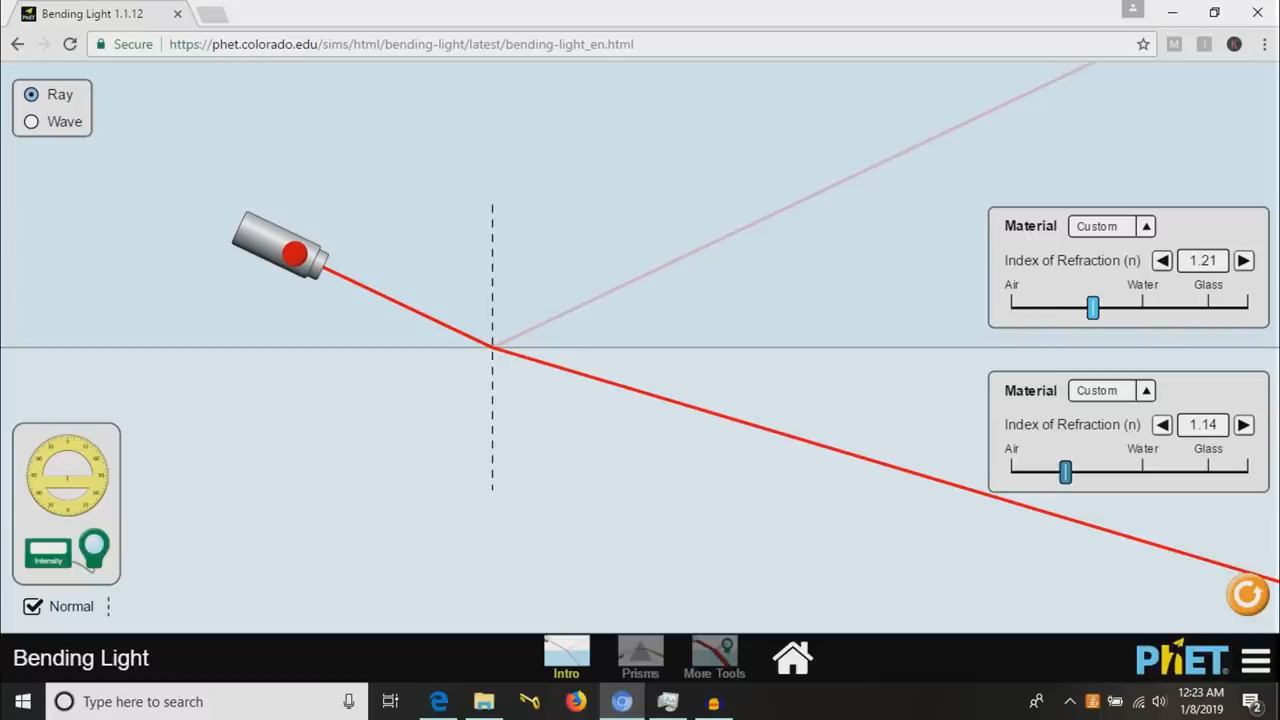 Bending Light 1.1.12
Secure
https://phet.colorado.edu/sims/html/bending-light/latest/bending-light_en.html
M
I
K
Ray
Wave
Material
Custom
Index of Refraction (n)
1.21
Air
Water
Glass
Material
Custom
Index of Refraction (n)
1.14
Air
Water
Glass
Intensity
Normal
Bending Light
Intro
Prisms
More Tools
PhET
Type here to search
12:23 AM
1/8/2019
2